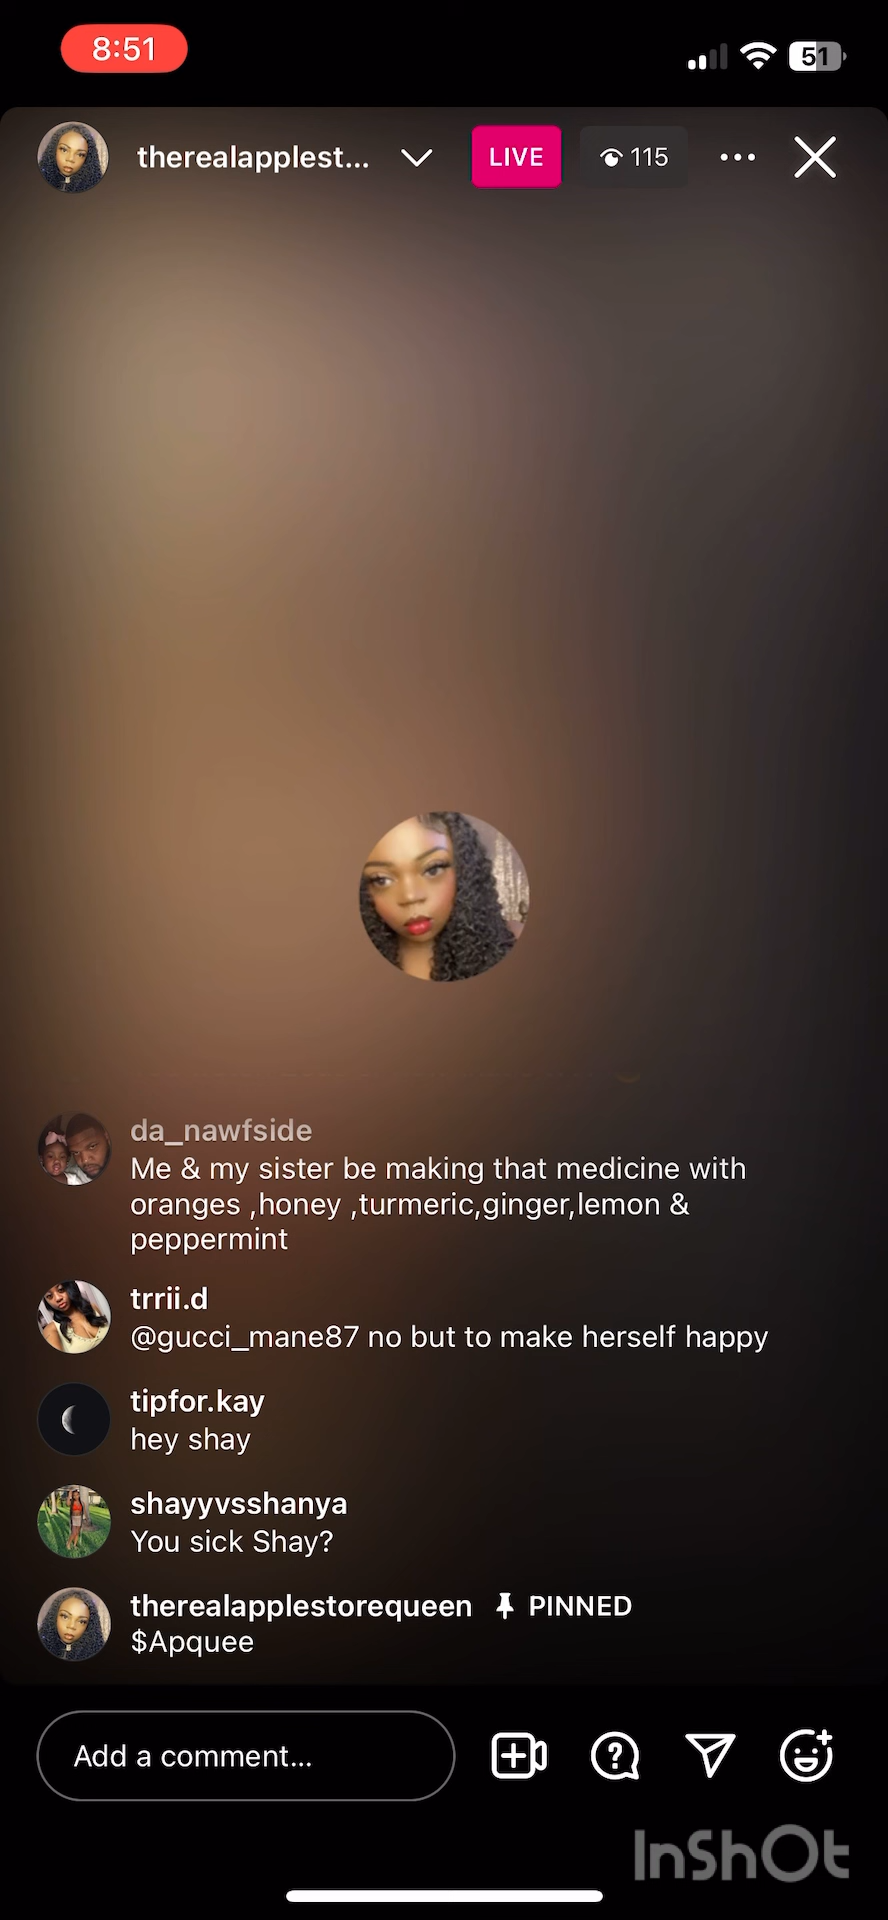 8:51
51
therealapplest...
LIVE
115
da_nawfside
Me & my sister be making that medicine with
oranges ,honey ,turmeric,ginger,lemon &
peppermint
trrii.d
@gucci_mane87 no but to make herself happy
tipfor.kay
hey shay
shayyvsshanya
You sick Shay?
therealapplestorequeen PINNED
$Apquee
Add a comment...
InShOt